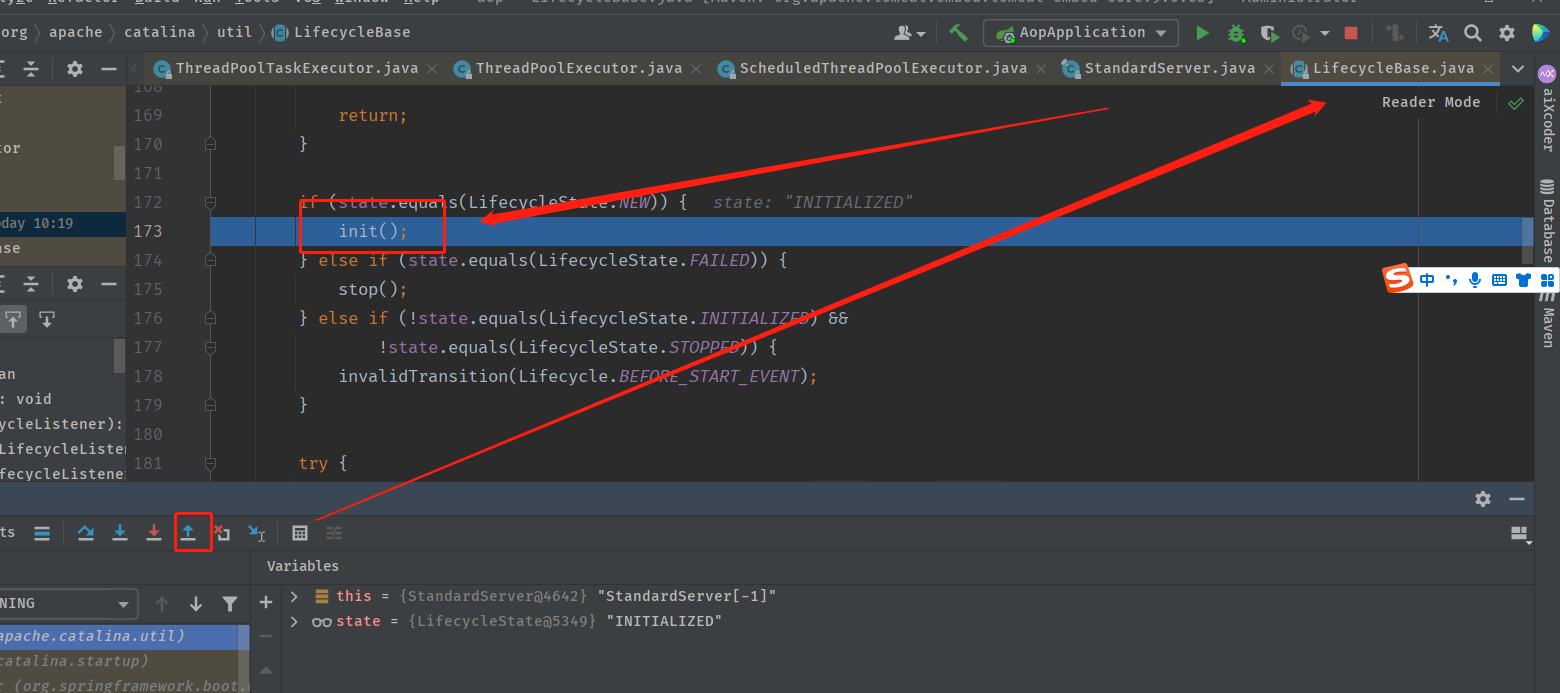 org apache catalina util LifecycleBase
AopApplication
ThreadPoolTaskExecutor.java ThreadPoolExecutor.java ScheduledThreadPoolExecutor.java StandardServer.java LifecycleBase.java
Reader Mode
168
169 return;
170 }
171
172 if (state.equals(LifecycleState.NEW)) { state: "INITIALIZED"
173 init();
174 } else if (state.equals(LifecycleState.FAILED)) {
175 stop();
176 } else if (!state.equals(LifecycleState.INITIALIZED) &&
177 !state.equals(LifecycleState.STOPPED)) {
178 invalidTransition(Lifecycle.BEFORE_START_EVENT);
179 }
180
181 try {
tor
day 10:19
ase
an
: void
ycleListener):
LifecycleListe
fecycleListene
aiXcoder
Database
Maven
S 中
ts
Variables
NING
this = {StandardServer@4642} "StandardServer[-1]"
state = {LifecycleState@5349} "INITIALIZED"
apache.catalina.util)
catalina.startup)
r (org.springframework.boot.